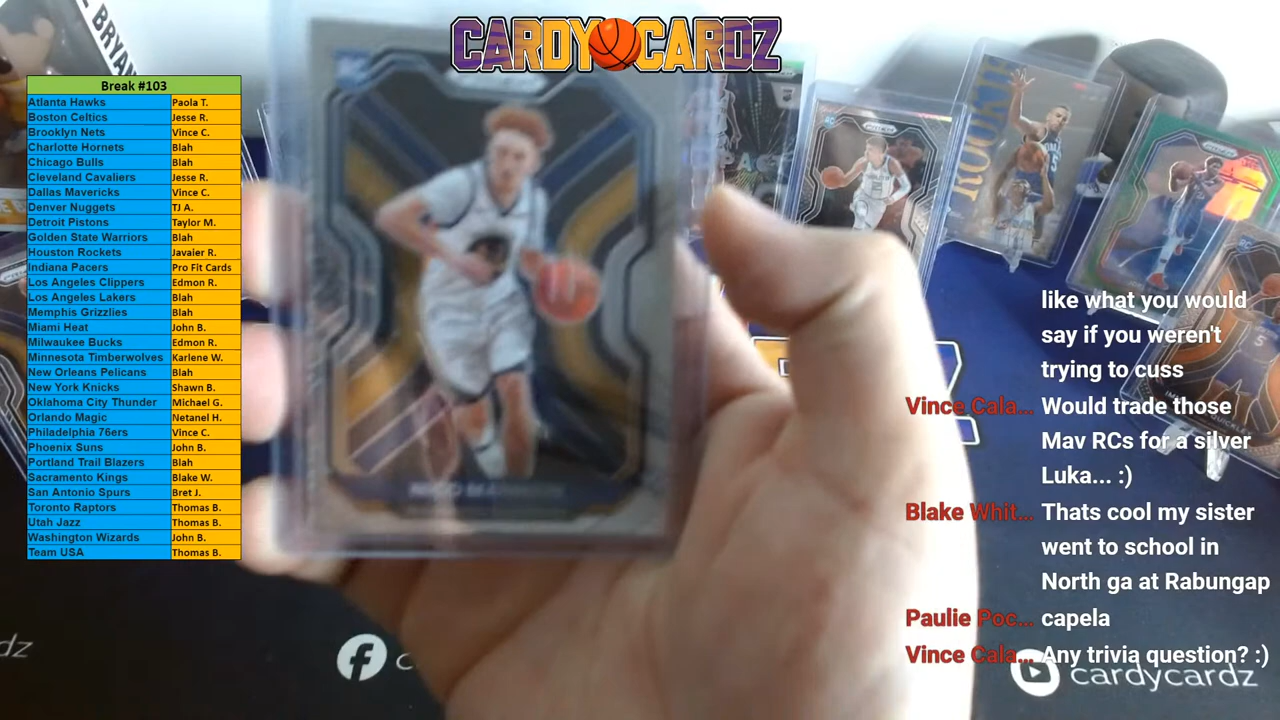 BRYAN
CARDY CARDZ
Break #103
Atlanta Hawks Paola T.
Boston Celtics Jesse R.
Brooklyn Nets Vince C.
Charlotte Hornets Blah
Chicago Bulls Blah
Cleveland Cavaliers Jesse R.
Dallas Mavericks Vince C.
Denver Nuggets TJ A.
Detroit Pistons Taylor M.
Golden State Warriors Blah
Houston Rockets Javaier R.
Indiana Pacers Pro Fit Cards
Los Angeles Clippers Edmon R.
Los Angeles Lakers Blah
Memphis Grizzlies Blah
Miami Heat John B.
Milwaukee Bucks Edmon R.
Minnesota Timberwolves Karlene W.
New Orleans Pelicans Blah
New York Knicks Shawn B.
Oklahoma City Thunder Michael G.
Orlando Magic Netanel H.
Philadelphia 76ers Vince C.
Phoenix Suns John B.
Portland Trail Blazers Blah
Sacramento Kings Blake W.
San Antonio Spurs Bret J.
Toronto Raptors Thomas B.
Utah Jazz Thomas B.
Washington Wizards John B.
Team USA Thomas B.
ROOKIE
like what you would
say if you weren't
trying to cuss
Vince Cala... Would trade those
Mav RCs for a silver
Luka... :)
Blake Whit... Thats cool my sister
went to school in
North ga at Rabungap
Paulie Poc... capela
Vince Cala... Any trivia question? :)
cardycardz